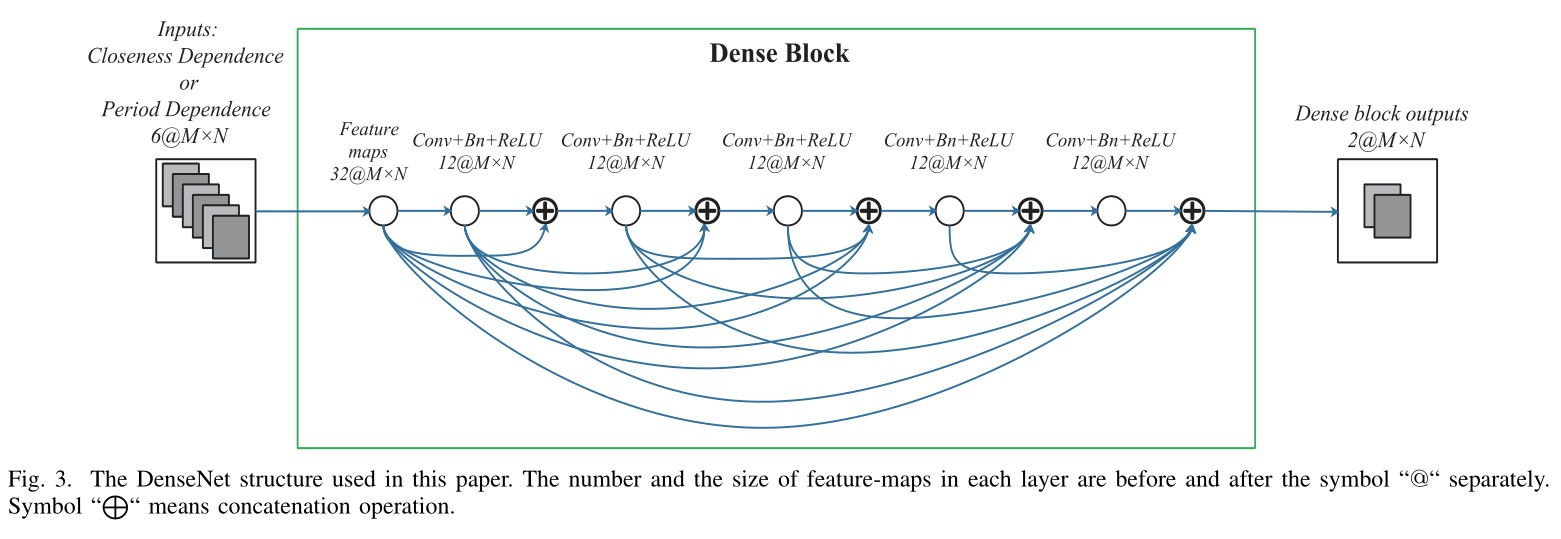 Inputs:
Closeness Dependence
or
Period Dependence
6@M×N
Dense Block
Feature
maps
32@M×N
Conv+Bn+ReLU
12@M×N
Conv+Bn+ReLU
12@M×N
Conv+Bn+ReLU
12@M×N
Conv+Bn+ReLU
12@M×N
Conv+Bn+ReLU
12@M×N
Dense block outputs
2@M×N
Fig. 3. The DenseNet structure used in this paper. The number and the size of feature-maps in each layer are before and after the symbol “@“ separately.
Symbol “⊕“ means concatenation operation.